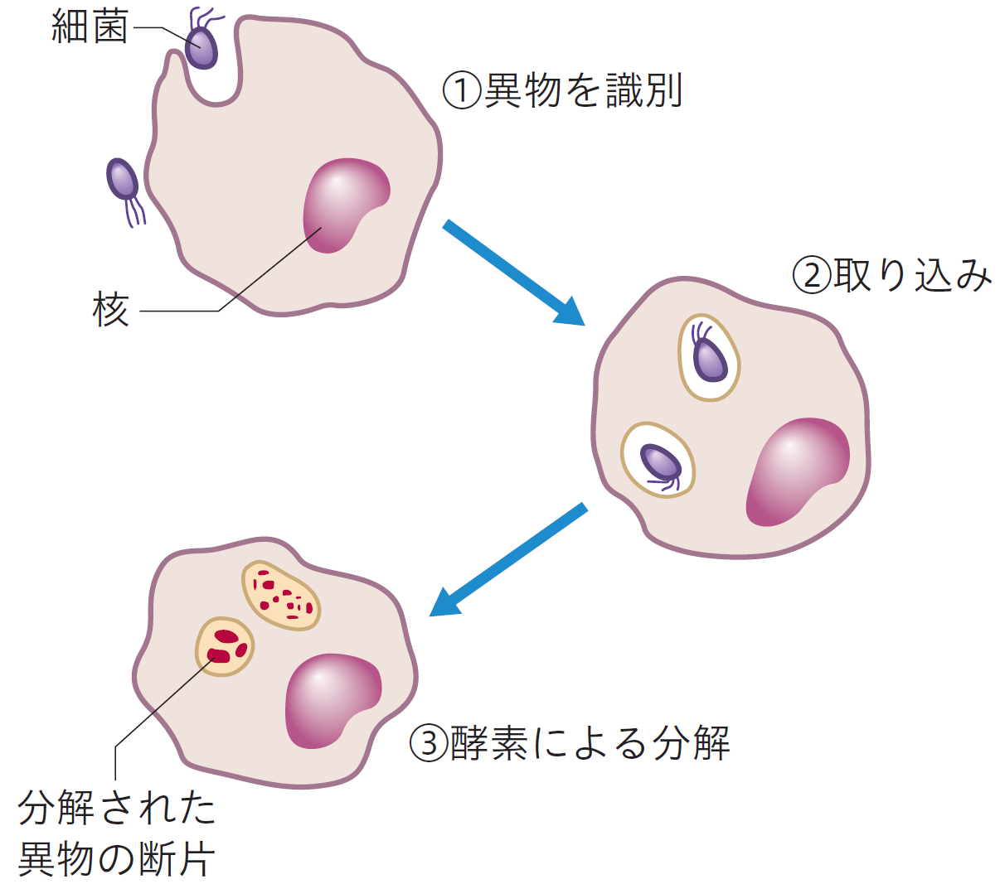 細菌
①異物を識別
核
②取り込み
③酵素による分解
分解された
異物の断片